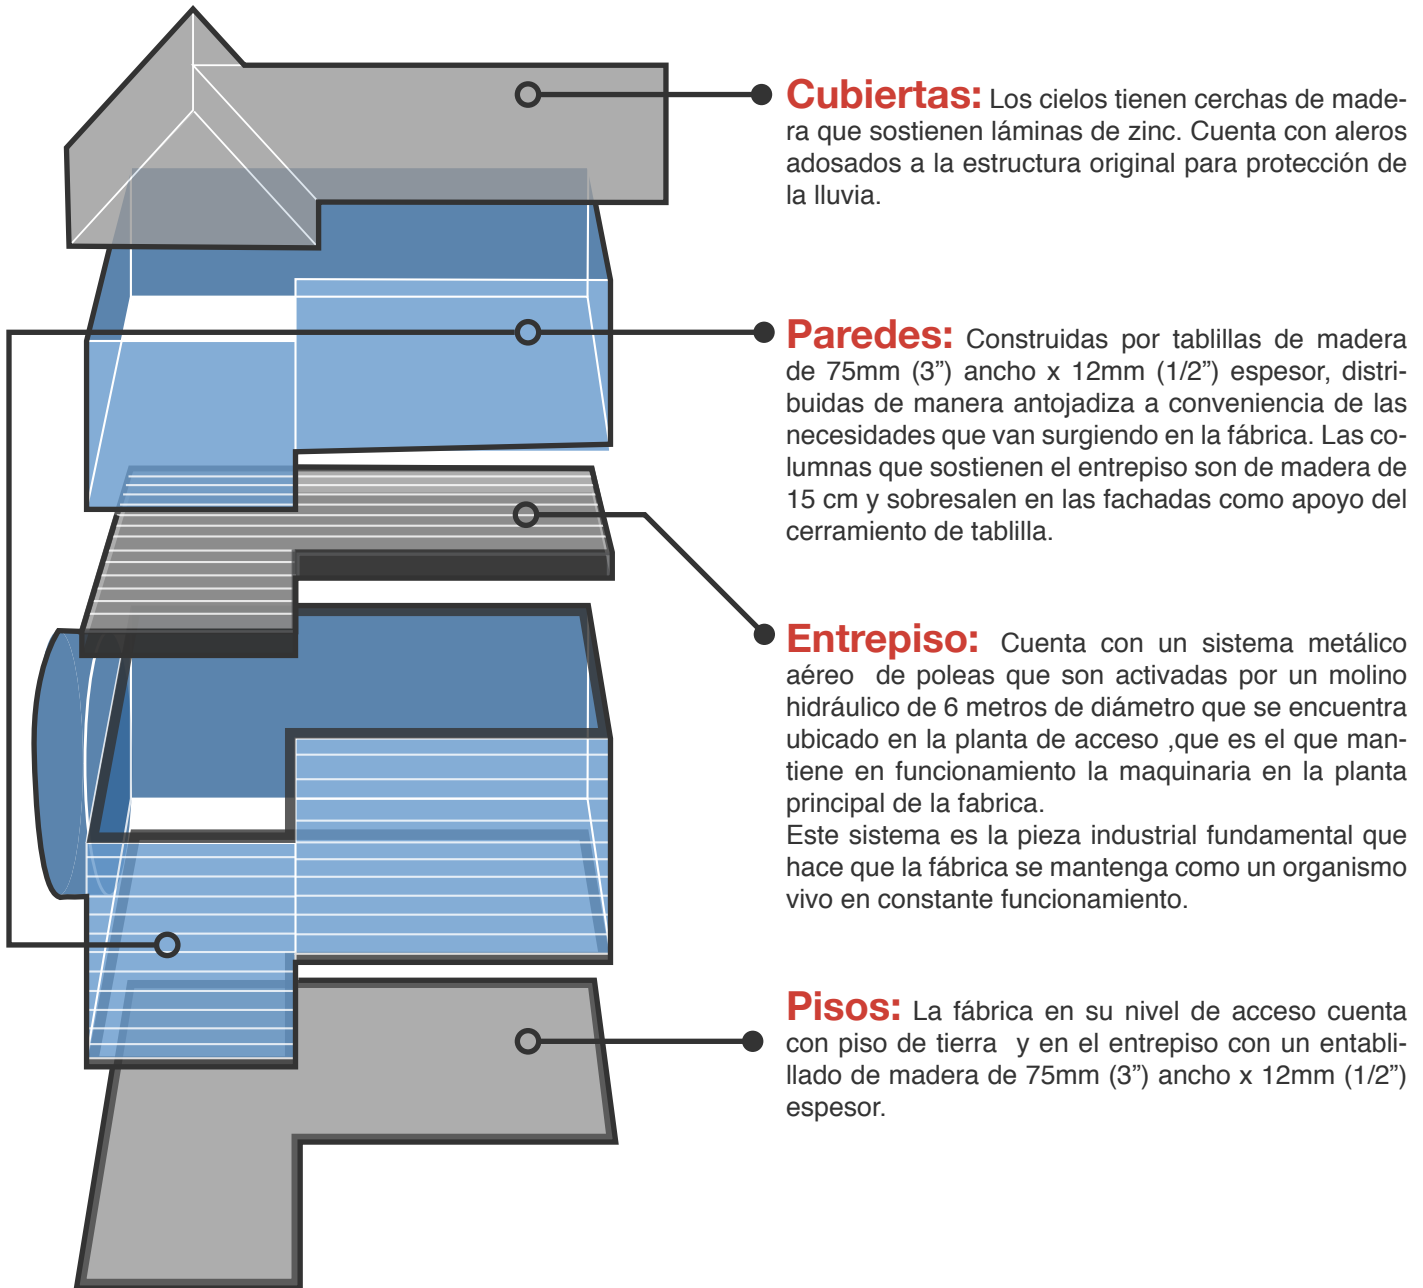 Cubiertas: Los cielos tienen cerchas de made-
ra que sostienen láminas de zinc. Cuenta con aleros
adosados a la estructura original para protección de
la lluvia.
Paredes: Construidas por tablillas de madera
de 75mm (3”) ancho x 12mm (1/2”) espesor, distri-
buidas de manera antojadiza a conveniencia de las
necesidades que van surgiendo en la fábrica. Las co-
lumnas que sostienen el entrepiso son de madera de
15 cm y sobresalen en las fachadas como apoyo del
cerramiento de tablilla.
Entrepiso: Cuenta con un sistema metálico
aéreo  de poleas que son activadas por un molino
hidráulico de 6 metros de diámetro que se encuentra
ubicado en la planta de acceso ,que es el que man-
tiene en funcionamiento la maquinaria en la planta
principal de la fabrica.
Este sistema es la pieza industrial fundamental que
hace que la fábrica se mantenga como un organismo
vivo en constante funcionamiento.
Pisos: La fábrica en su nivel de acceso cuenta
con piso de tierra  y en el entrepiso con un entabli-
llado de madera de 75mm (3”) ancho x 12mm (1/2”)
espesor.